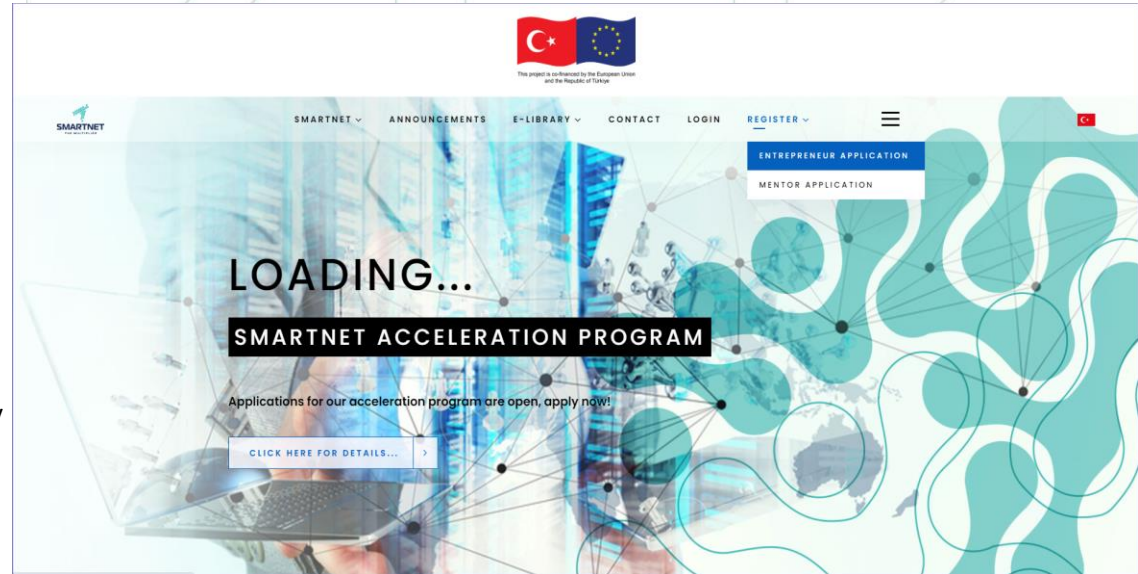 This project is co-financed by the European Union
and the Republic of Türkiye
SMARTNET
SMARTNET
ANNOUNCEMENTS
E-LIBRARY
CONTACT
LOGIN
REGISTER
ENTREPRENEUR APPLICATION
MENTOR APPLICATION
LOADING...
SMARTNET ACCELERATION PROGRAM
Applications for our acceleration program are open, apply now!
CLICK HERE FOR DETAILS...